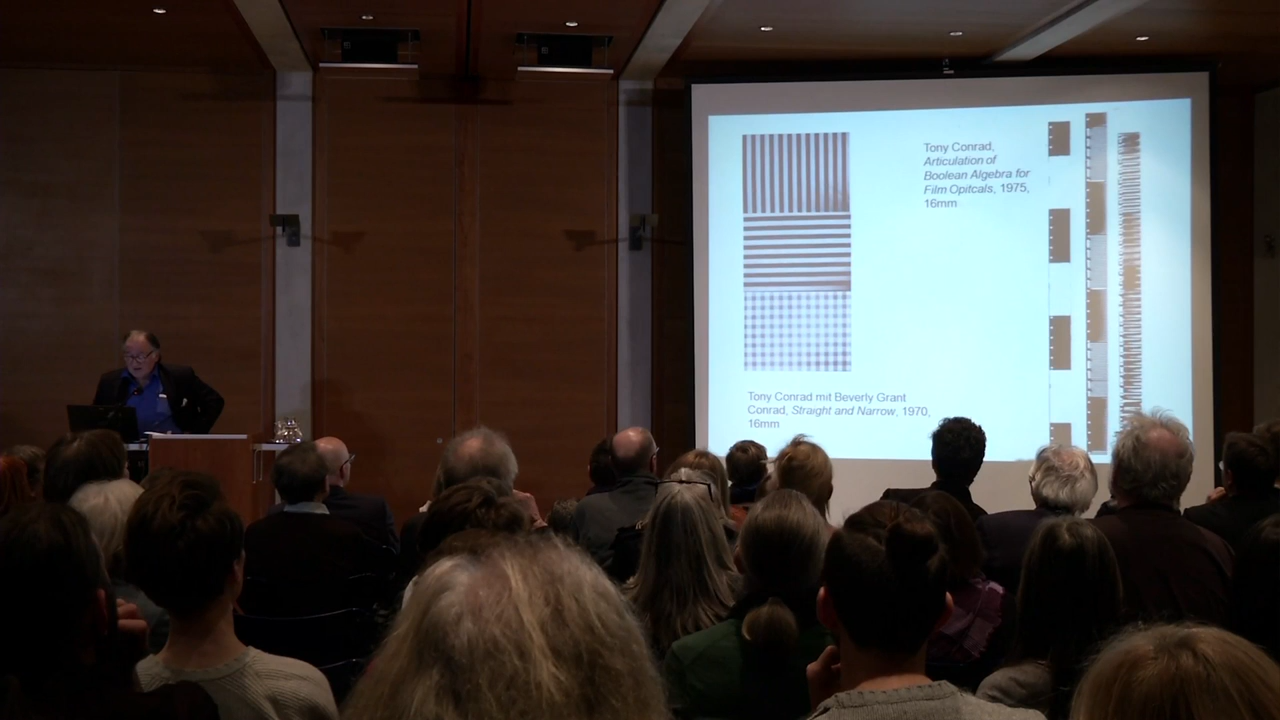 Tony Conrad,
Articulation of
Boolean Algebra for
Film Opitcals, 1975,
16mm
Tony Conrad mit Beverly Grant
Conrad, Straight and Narrow, 1970,
16mm